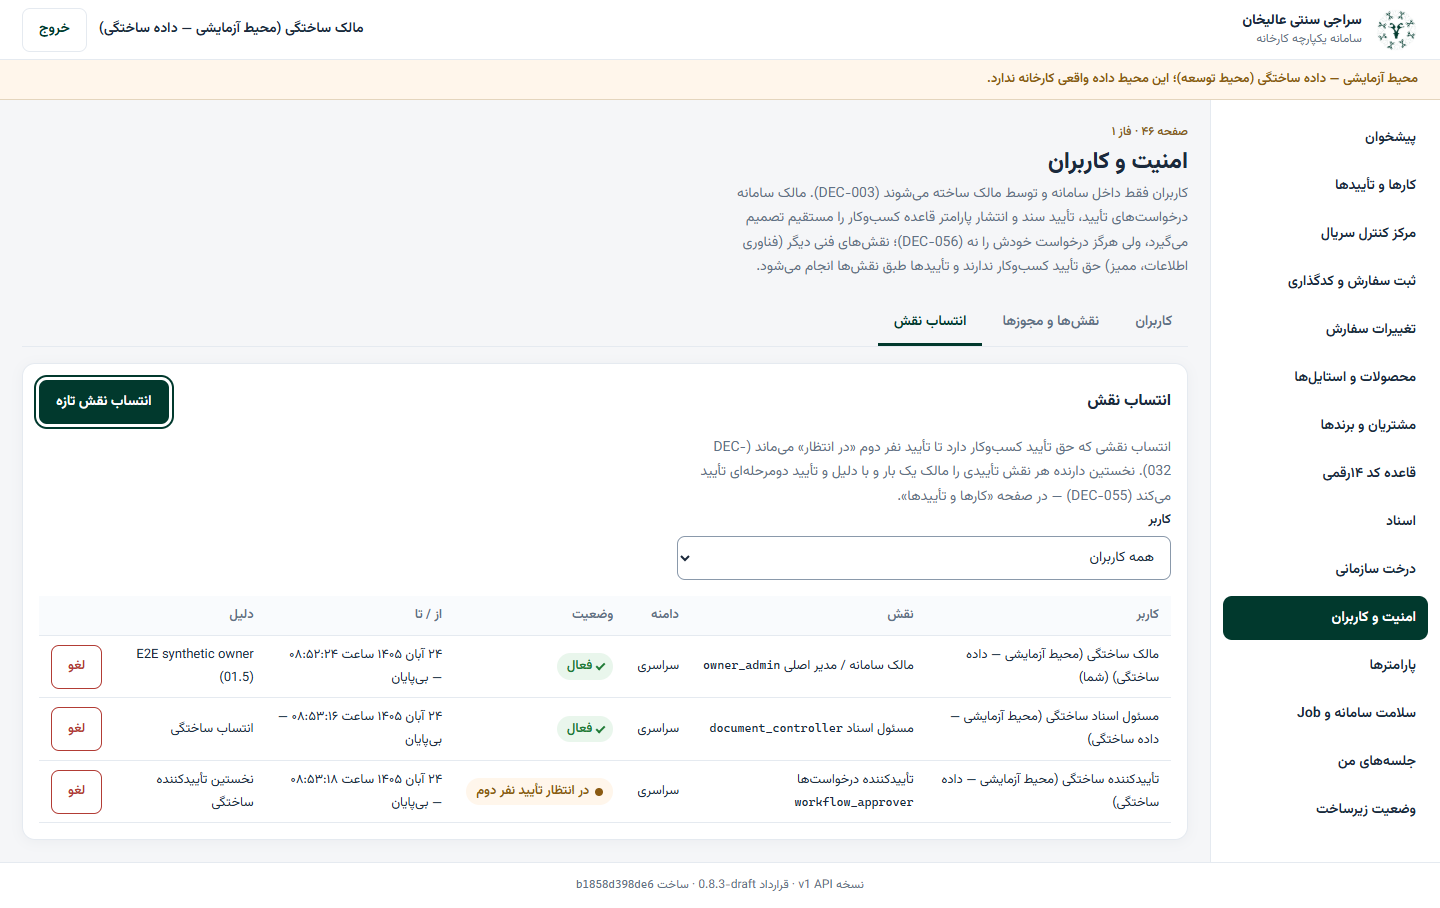 سراجی سنتی عالیخان
سامانه یکپارچه کارخانه
مالک ساختگی (محیط آزمایشی — داده ساختگی)
خروج
محیط آزمایشی — داده ساختگی (محیط توسعه)؛ این محیط داده واقعی کارخانه ندارد.
پیشخوان
کارها و تأییدها
مرکز کنترل سریال
ثبت سفارش و کدگذاری
تغییرات سفارش
محصولات و استایل‌ها
مشتریان و برندها
قاعده کد ۱۴رقمی
اسناد
درخت سازمانی
امنیت و کاربران
پارامترها
سلامت سامانه و Job
جلسه‌های من
وضعیت زیرساخت
صفحه ۴۶ · فاز ۱
امنیت و کاربران
کاربران فقط داخل سامانه و توسط مالک ساخته می‌شوند (DEC-003). مالک سامانه
درخواست‌های تأیید، تأیید سند و انتشار پارامتر قاعده کسب‌وکار را مستقیم تصمیم
می‌گیرد، ولی هرگز درخواست خودش را نه (DEC-056)؛ نقش‌های فنی دیگر (فناوری
اطلاعات، ممیز) حق تأیید کسب‌وکار ندارند و تأییدها طبق نقش‌ها انجام می‌شود.
کاربران
نقش‌ها و مجوزها
انتساب نقش
انتساب نقش
انتساب نقش تازه
انتساب نقشی که حق تأیید کسب‌وکار دارد تا تأیید نفر دوم «در انتظار» می‌ماند (DEC-
032). نخستین دارنده هر نقش تأییدی را مالک یک بار و با دلیل و تأیید دومرحله‌ای تأیید
می‌کند (DEC-055) — در صفحه «کارها و تأییدها».
کاربر
همه کاربران
کاربر نقش دامنه وضعیت از / تا دلیل
مالک ساختگی (محیط آزمایشی — داده
ساختگی) (شما)
مالک سامانه / مدیر اصلی owner_admin
سراسری
فعال
۲۴ آبان ۱۴۰۵ ساعت ۰۸:۵۲:۲۴
— بی‌پایان
E2E synthetic owner
(01.5)
لغو
مسئول اسناد ساختگی (محیط آزمایشی —
داده ساختگی)
مسئول اسناد document_controller
سراسری
فعال
۲۴ آبان ۱۴۰۵ ساعت ۰۸:۵۳:۱۶ —
بی‌پایان
انتساب ساختگی
لغو
تأییدکننده ساختگی (محیط آزمایشی — داده
ساختگی)
تأییدکننده درخواست‌ها
workflow_approver
سراسری
در انتظار تأیید نفر دوم
۲۴ آبان ۱۴۰۵ ساعت ۰۸:۵۳:۱۸
— بی‌پایان
نخستین تأییدکننده
ساختگی
لغو
نسخه v1 API · قرارداد 0.8.3-draft · ساخت b1858d398de6